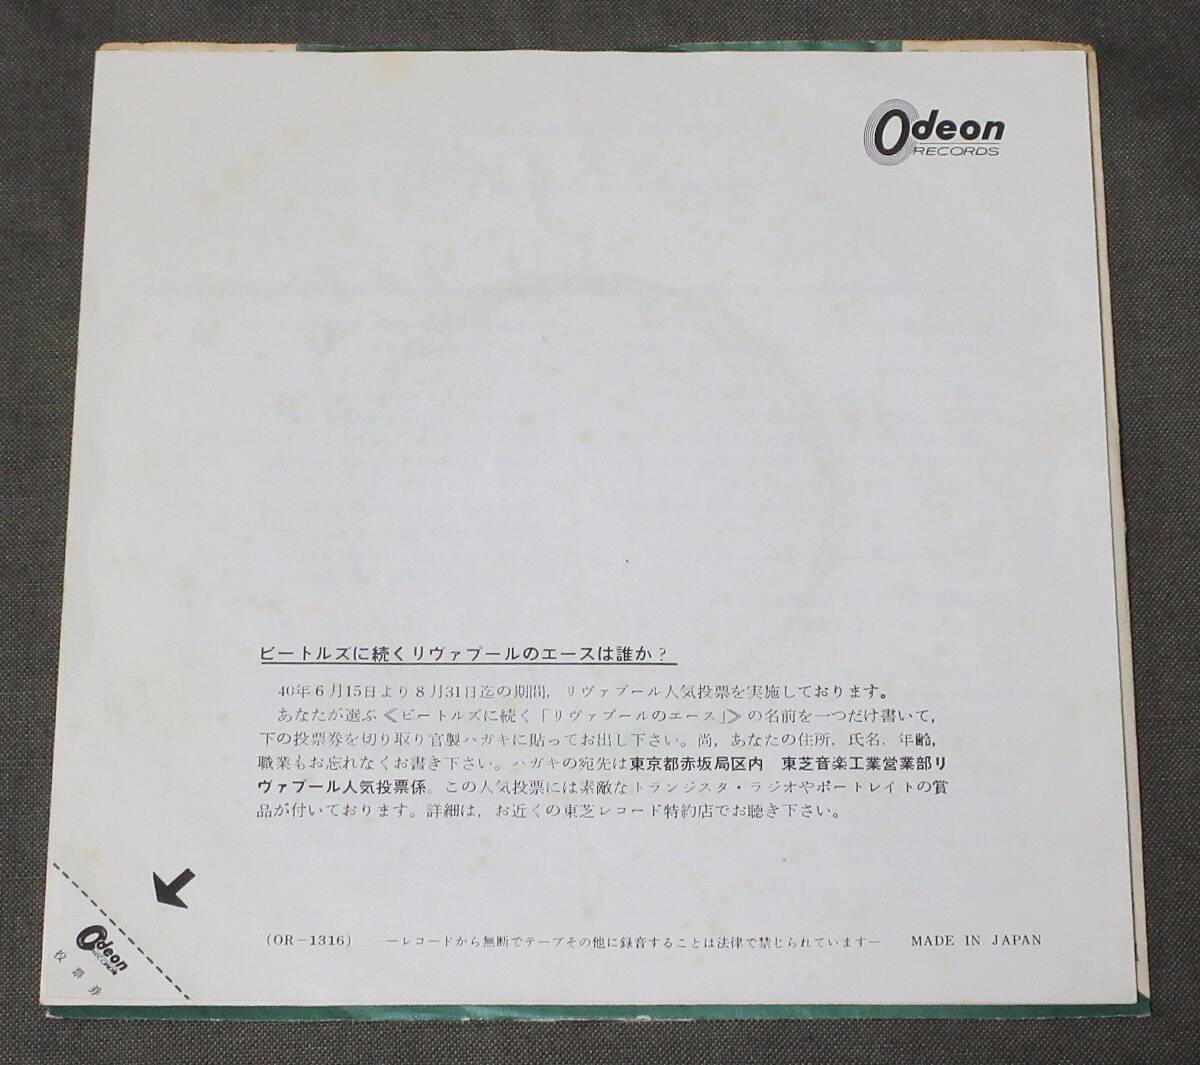 Odeon
RECORDS
ビートルズに続くリヴァプールのエースは誰か?
40年6月15日より8月31日迄の期間,リヴァプール人気投票を実施しております。
あなたが選ぶ≪ビートルズに続く「リヴァプールのエース」≫の名前を一つだけ書いて,
下の投票券を切り取り官製ハガキに貼ってお出し下さい。尚,あなたの住所,氏名,年齢,
職業もお忘れなくお書き下さい。ハガキの宛先は東京都赤坂局区内 東芝音楽工業営業部リ
ヴァプール人気投票係。この人気投票には素敵なトランジスタ・ラジオやポートレイトの賞
品が付いております。詳細は,お近くの東芝レコード特約店でお聴き下さい。
Odeon
RECORDS
投票券
(OR-1316) ―レコードから無断でテープその他に録音することは法律で禁じられています― MADE IN JAPAN